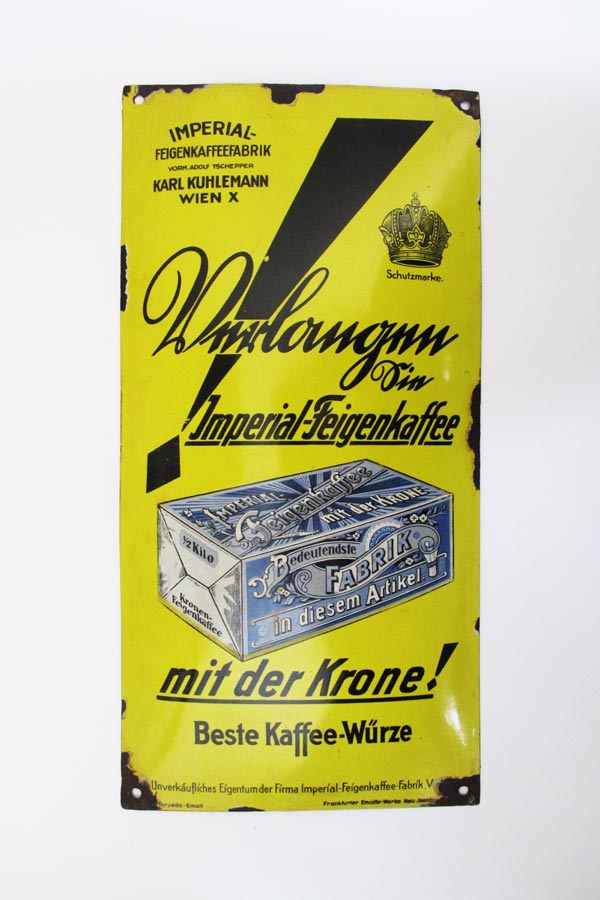 IMPERIAL-
FEIGENKAFFEEFABRIK
VORM. ADOLF TSCHEPPER
KARL KUHLEMANN
WIEN X
Schutzmarke.
Verlangen
Sie
Imperial-Feigenkaffee
IMPERIAL-
Feigenkaffee
mit der KRONE
½ Kilo
Kronen-
Feigenkaffee
Bedeutendste
FABRIK
in diesem Artikel
mit der Krone!
Beste Kaffee-Würze
Unverkäufliches Eigentum der Firma Imperial-Feigenkaffee-Fabrik
Email
Frankfurter Emaille-Werke